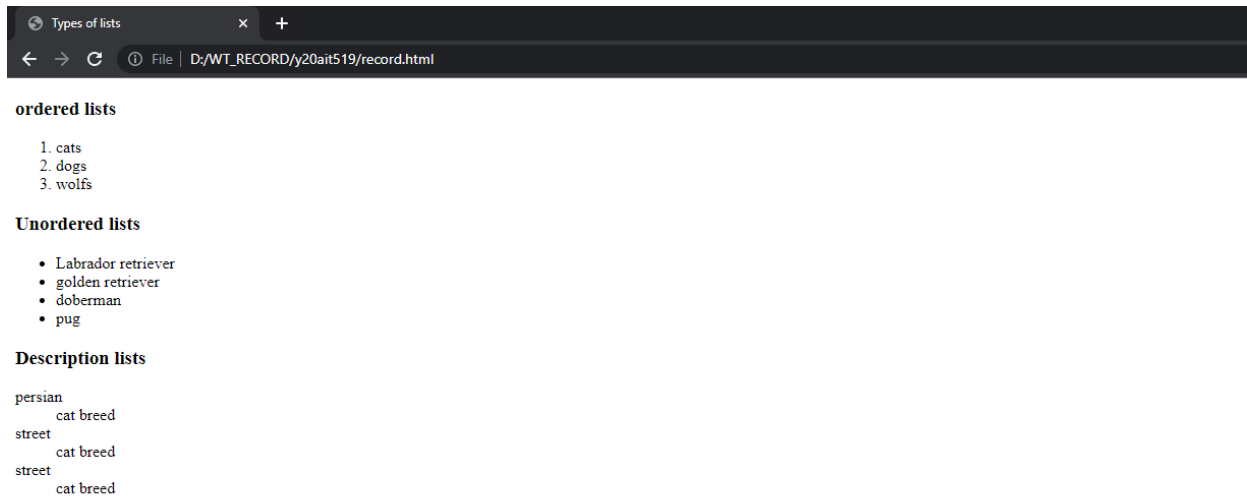 Types of lists
File D:/WT_RECORD/y20ait519/record.html
ordered lists
1. cats
2. dogs
3. wolfs
Unordered lists
• Labrador retriever
• golden retriever
• doberman
• pug
Description lists
persian
cat breed
street
cat breed
street
cat breed